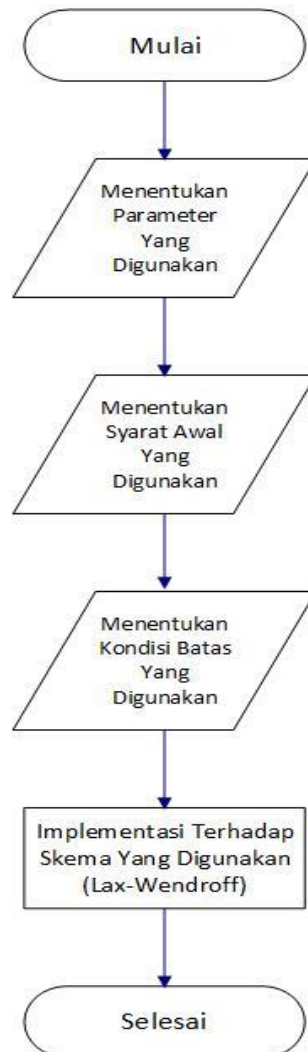 Mulai
Menentukan
Parameter
Yang
Digunakan
Menentukan
Syarat Awal
Yang
Digunakan
Menentukan
Kondisi Batas
Yang
Digunakan
Implementasi Terhadap
Skema Yang Digunakan
(Lax-Wendroff)
Selesai